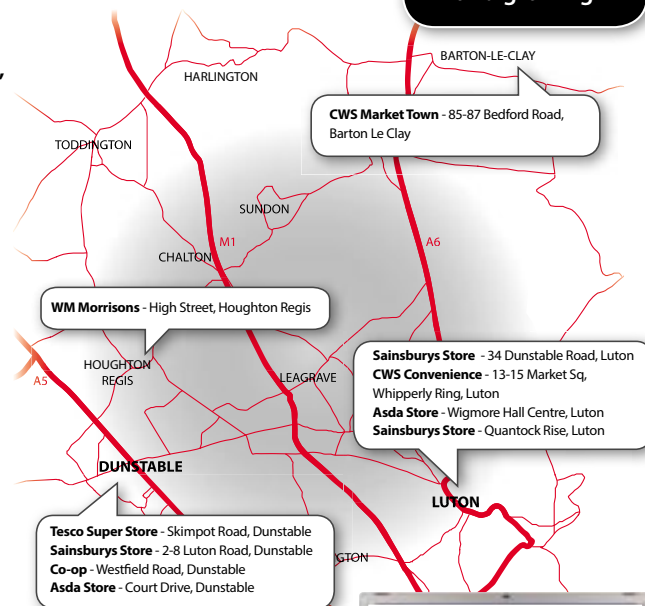 BARTON-LE-CLAY
HARLINGTON
CWS Market Town - 85-87 Bedford Road,
Barton Le Clay
TODDINGTON
SUNDON
M1
A6
CHALTON
WM Morrisons - High Street, Houghton Regis
HOUGHTON
REGIS
A5
LEAGRAVE
Sainsburys Store - 34 Dunstable Road, Luton
CWS Convenience - 13-15 Market Sq,
Whipperly Ring, Luton
Asda Store - Wigmore Hall Centre, Luton
Sainsburys Store - Quantock Rise, Luton
DUNSTABLE
LUTON
Tesco Super Store - Skimpot Road, Dunstable
Sainsburys Store - 2-8 Luton Road, Dunstable
Co-op - Westfield Road, Dunstable
Asda Store - Court Drive, Dunstable
GTON